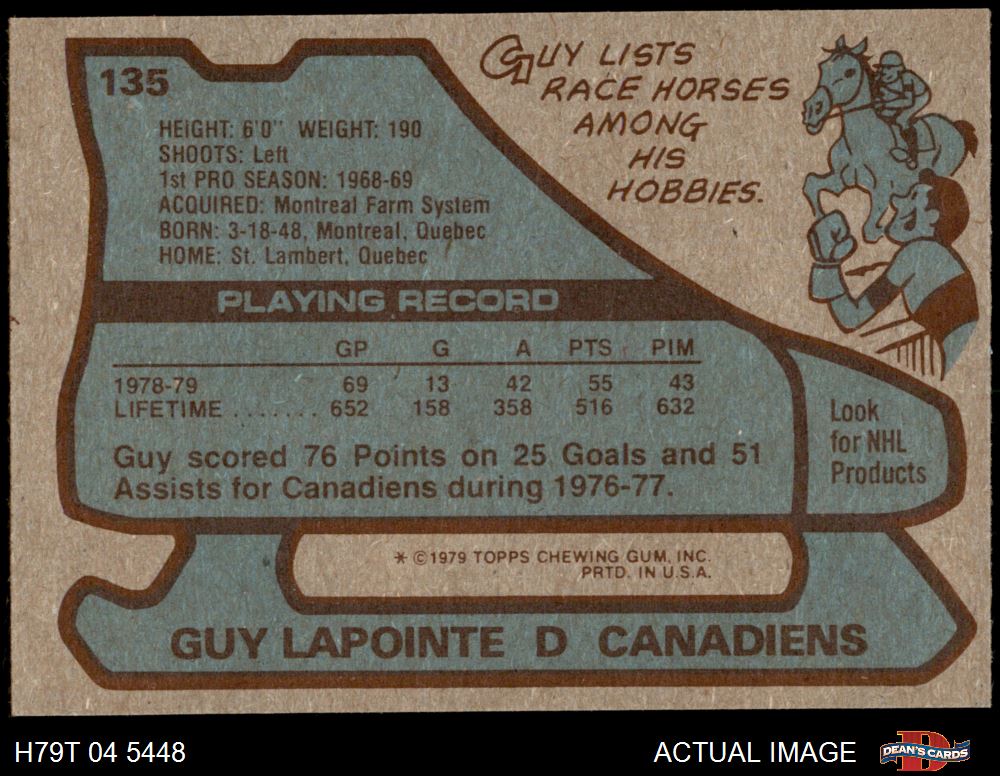 135
GUY LISTS
RACE HORSES
AMONG
HIS
HOBBIES.
HEIGHT: 6'0" WEIGHT: 190
SHOOTS: Left
1st PRO SEASON: 1968-69
ACQUIRED: Montreal Farm System
BORN: 3-18-48, Montreal, Quebec
HOME: St. Lambert, Quebec
PLAYING RECORD
GP G A PTS PIM
1978-79 69 13 42 55 43
LIFETIME ....... 652 158 358 516 632
Guy scored 76 Points on 25 Goals and 51
Assists for Canadiens during 1976-77.
Look
for NHL
Products
* ©1979 TOPPS CHEWING GUM, INC.
PRTD. IN U.S.A.
GUY LAPOINTE D CANADIENS
H79T 04 5448
ACTUAL IMAGE
D
DEAN'S CARDS